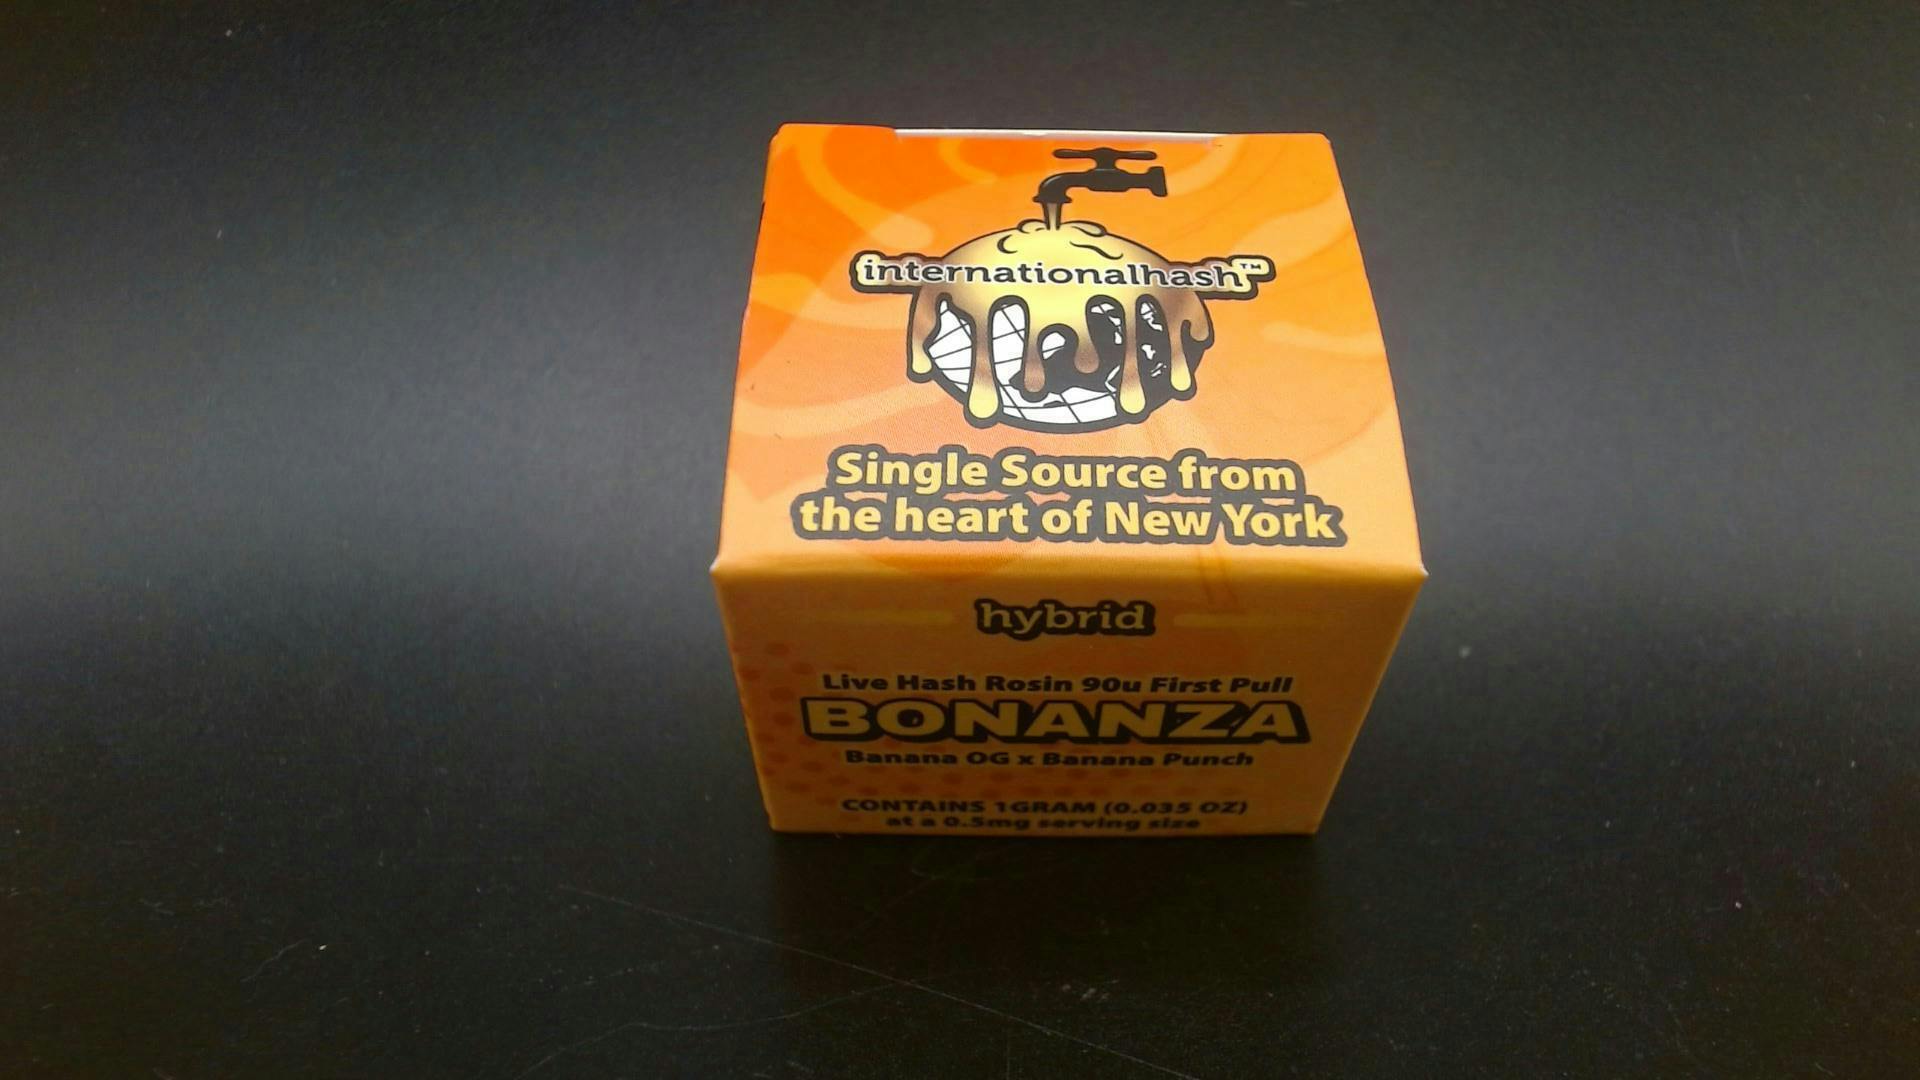 internationalhash™
Single Source from
the heart of New York
hybrid
Live Hash Rosin 90u First Pull
BONANZA
Banana OG x Banana Punch
CONTAINS 1GRAM (0.035 OZ)
at a 0.5mg serving size